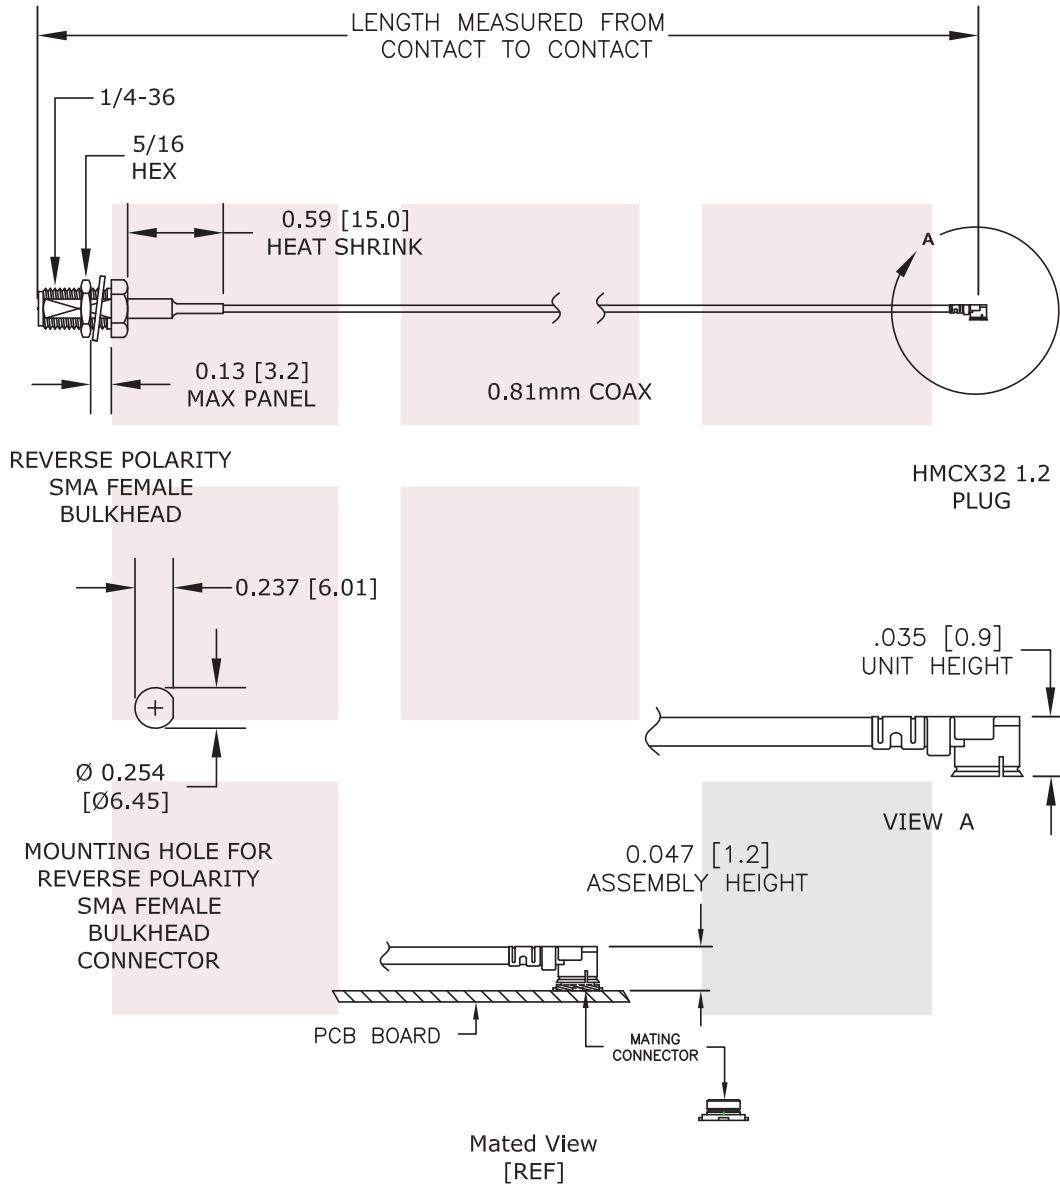 LENGTH MEASURED FROM
CONTACT TO CONTACT
1/4-36
5/16
HEX
0.59 [15.0]
HEAT SHRINK
A
0.13 [3.2]
MAX PANEL
0.81mm COAX
REVERSE POLARITY
SMA FEMALE
BULKHEAD
HMCX32 1.2
PLUG
0.237 [6.01]
.035 [0.9]
UNIT HEIGHT
Ø 0.254
[Ø6.45]
VIEW A
MOUNTING HOLE FOR
REVERSE POLARITY
SMA FEMALE
BULKHEAD
CONNECTOR
0.047 [1.2]
ASSEMBLY HEIGHT
PCB BOARD
MATING
CONNECTOR
Mated View
[REF]